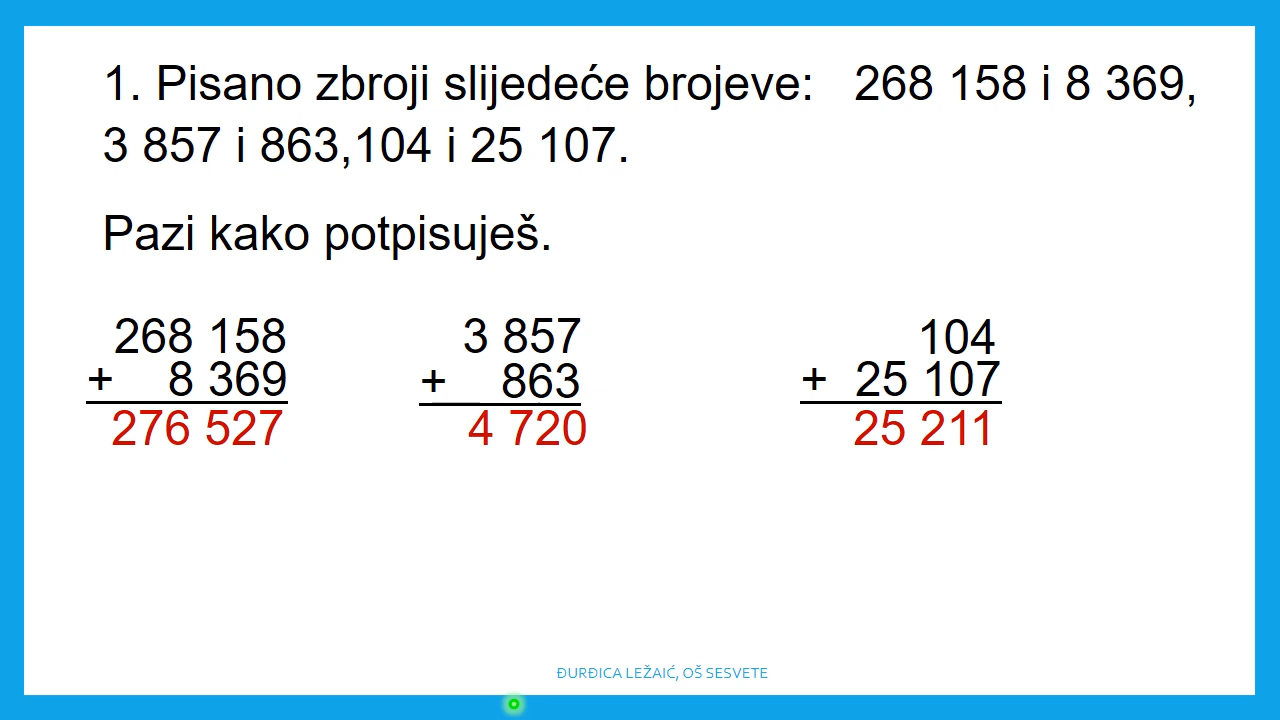 1. Pisano zbroji slijedeće brojeve: 268 158 i 8 369,
3 857 i 863,104 i 25 107.
Pazi kako potpisuješ.
268 158
+ 8 369
276 527
3 857
+ 863
4 720
104
+ 25 107
25 211
ĐURĐICA LEŽAIĆ, OŠ SESVETE